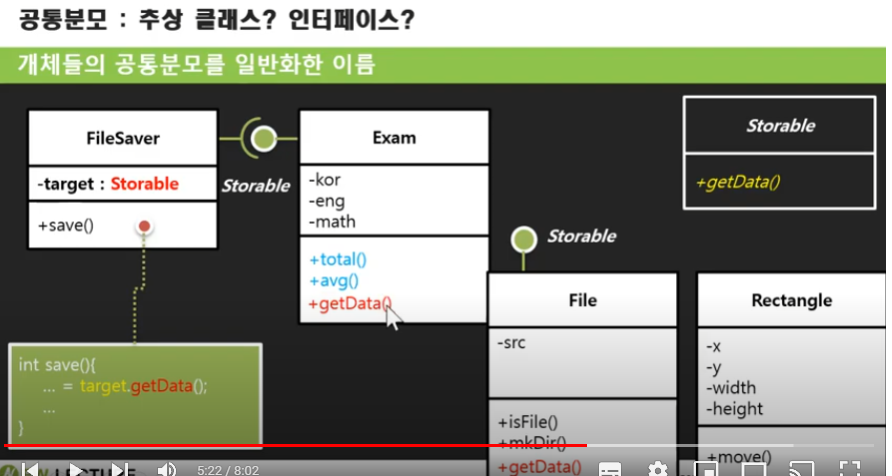 공통분모 : 추상 클래스? 인터페이스?
개체들의 공통분모를 일반화한 이름
FileSaver
-target : Storable
+save()
Storable
Exam
-kor
-eng
-math
+total()
+avg()
+getData()
Storable
+getData()
Storable
File
-src
+isFile()
+mkDir()
+getData()
Rectangle
-x
-y
-width
-height
+move()
int save(){
... = target.getData();
...
}
LECTURE
5:22 / 8:02